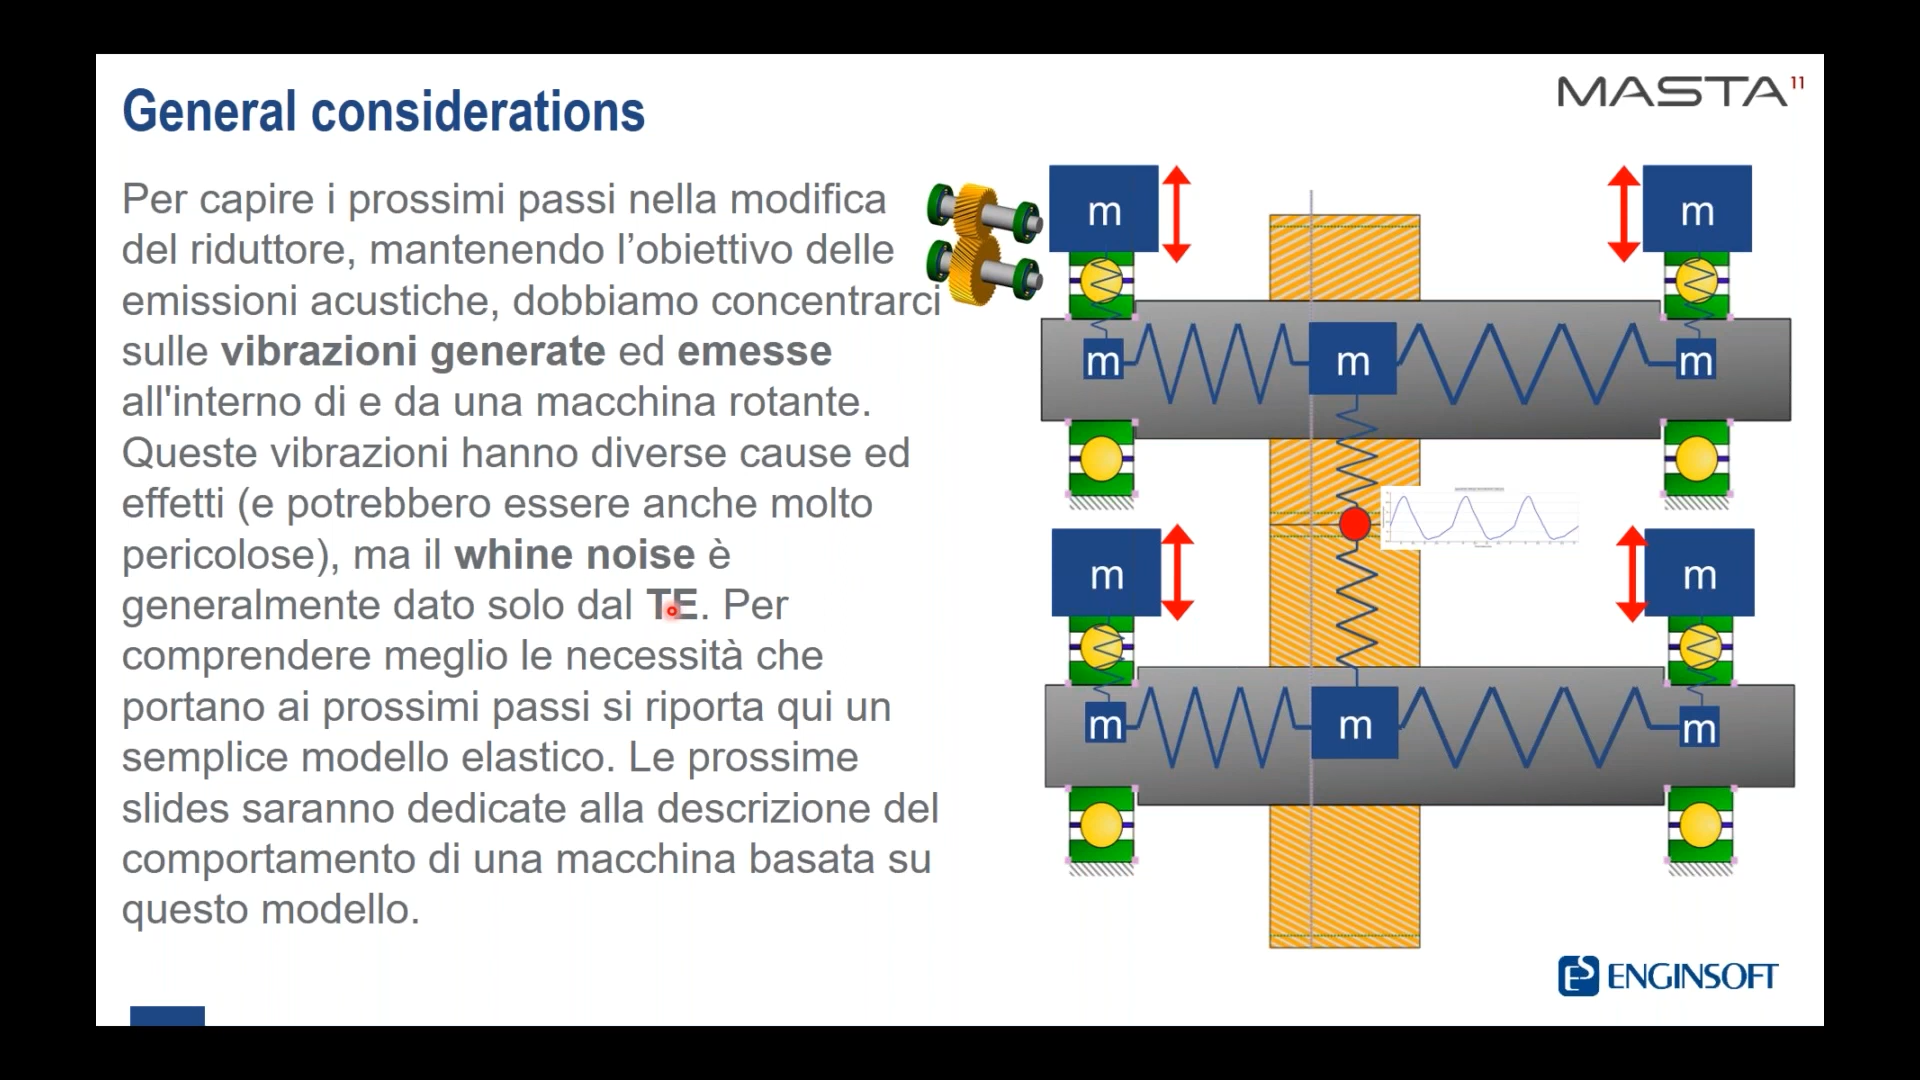 General considerations
MASTA 11
Per capire i prossimi passi nella modifica
del riduttore, mantenendo l’obiettivo delle
emissioni acustiche, dobbiamo concentrarci
sulle vibrazioni generate ed emesse
all'interno di e da una macchina rotante.
Queste vibrazioni hanno diverse cause ed
effetti (e potrebbero essere anche molto
pericolose), ma il whine noise è
generalmente dato solo dal TE. Per
comprendere meglio le necessità che
portano ai prossimi passi si riporta qui un
semplice modello elastico. Le prossime
slides saranno dedicate alla descrizione del
comportamento di una macchina basata su
questo modello.
m m
m m m
m m
m m m
ENGINSOFT